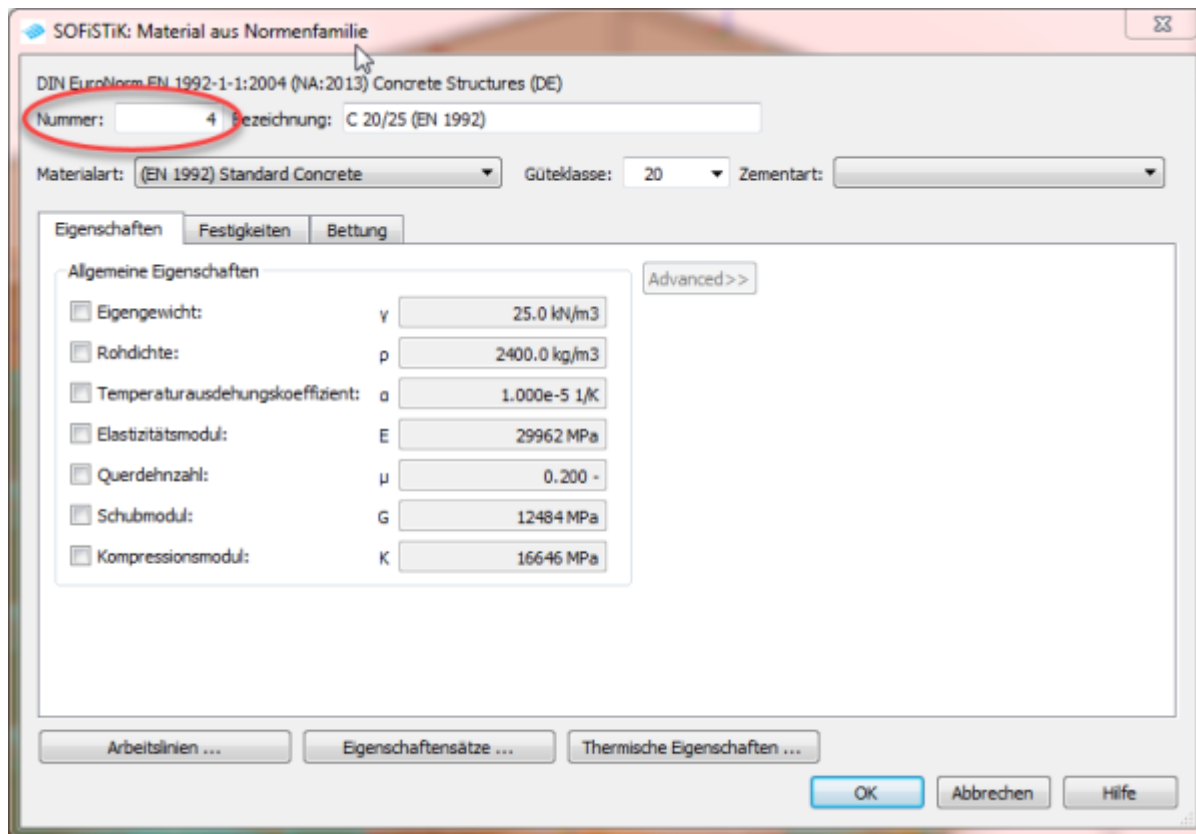 SOFiSTiK: Material aus Normenfamilie
DIN EuroNorm EN 1992-1-1:2004 (NA:2013) Concrete Structures (DE)
Nummer: 4 Bezeichnung: C 20/25 (EN 1992)
Materialart: (EN 1992) Standard Concrete Güteklasse: 20 Zementart:
Eigenschaften Festigkeiten Bettung
Allgemeine Eigenschaften Advanced>>
Eigengewicht: γ 25.0 kN/m3
Rohdichte: ρ 2400.0 kg/m3
Temperaturausdehungskoeffizient: α 1.000e-5 1/K
Elastizitätsmodul: E 29962 MPa
Querdehnzahl: μ 0.200 -
Schubmodul: G 12484 MPa
Kompressionsmodul: K 16646 MPa
Arbeitslinien ... Eigenschaftensätze ... Thermische Eigenschaften ...
OK Abbrechen Hilfe